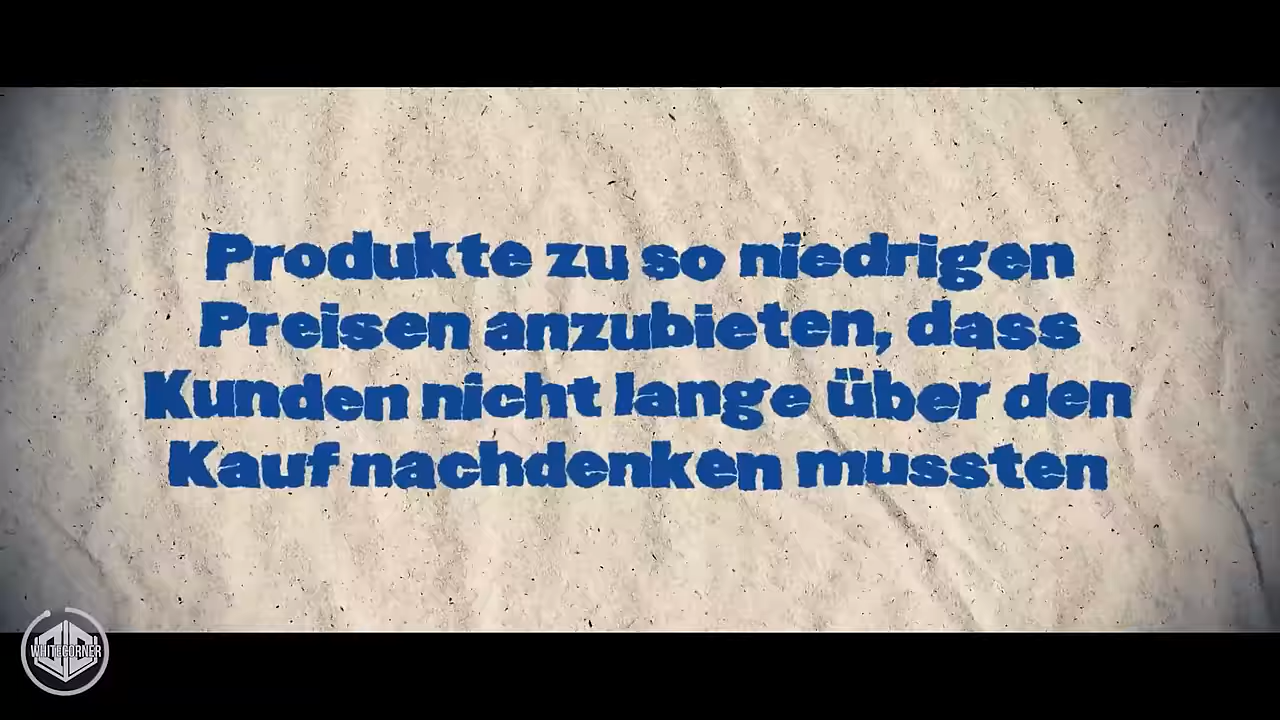 Produkte zu so niedrigen
Preisen anzubieten, dass
Kunden nicht lange über den
Kauf nachdenken mussten
WHITECORNER